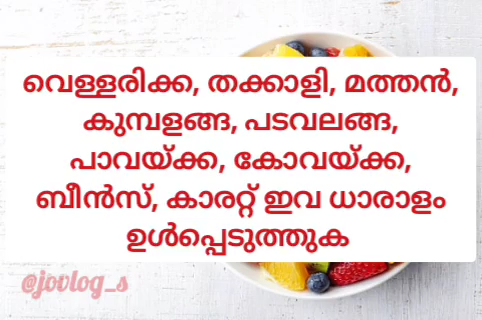 വെള്ളരിക്ക, തക്കാളി, മത്തൻ,
കുമ്പളങ്ങ, പടവലങ്ങ,
പാവയ്ക്ക, കോവയ്ക്ക,
ബീൻസ്, കാരറ്റ് ഇവ ധാരാളം
ഉൾപ്പെടുത്തുക
@jovlog_s